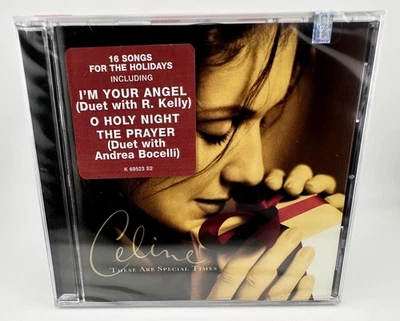 16 SONGS
FOR THE HOLIDAYS
INCLUDING
I'M YOUR ANGEL
(Duet with R. Kelly)
O HOLY NIGHT
THE PRAYER
(Duet with
Andrea Bocelli)
K 69523 S2
Celine
THESE ARE SPECIAL TIMES